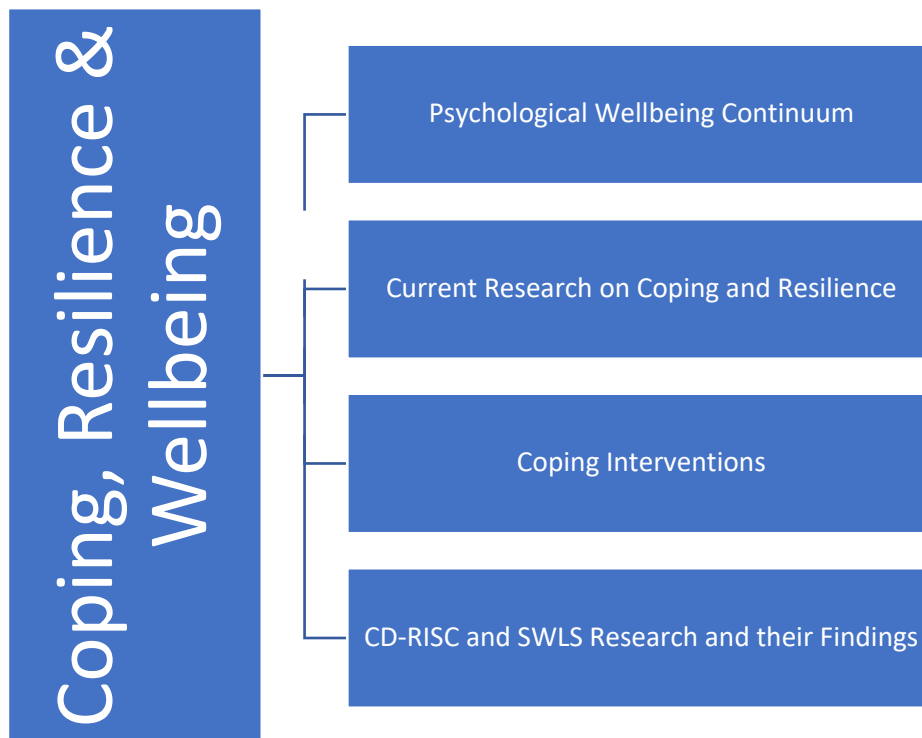 Coping, Resilience &
Wellbeing
Psychological Wellbeing Continuum
Current Research on Coping and Resilience
Coping Interventions
CD-RISC and SWLS Research and their Findings